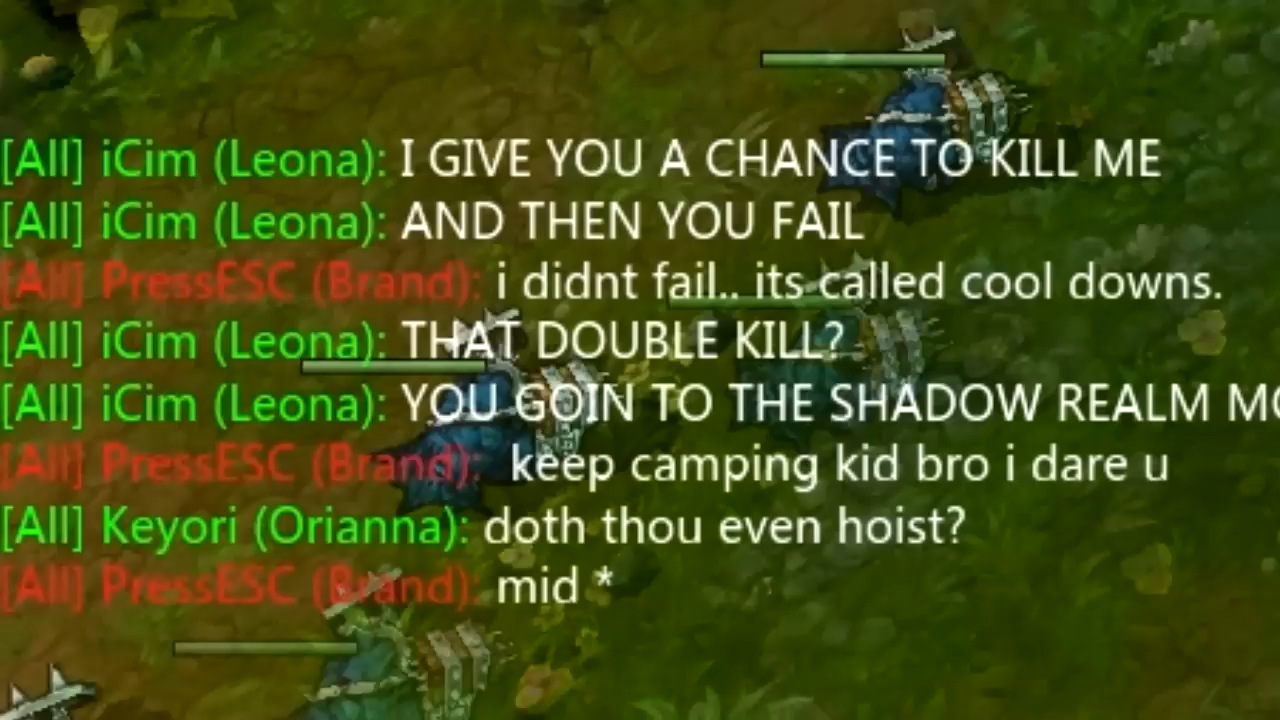 [All] iCim (Leona): I GIVE YOU A CHANCE TO KILL ME
[All] iCim (Leona): AND THEN YOU FAIL
[All] PressESC (Brand): i didnt fail.. its called cool downs.
[All] iCim (Leona): THAT DOUBLE KILL?
[All] iCim (Leona): YOU GOIN TO THE SHADOW REALM
[All] PressESC (Brand): keep camping kid bro i dare u
[All] Keyori (Orianna): doth thou even hoist?
[All] PressESC (Brand): mid *